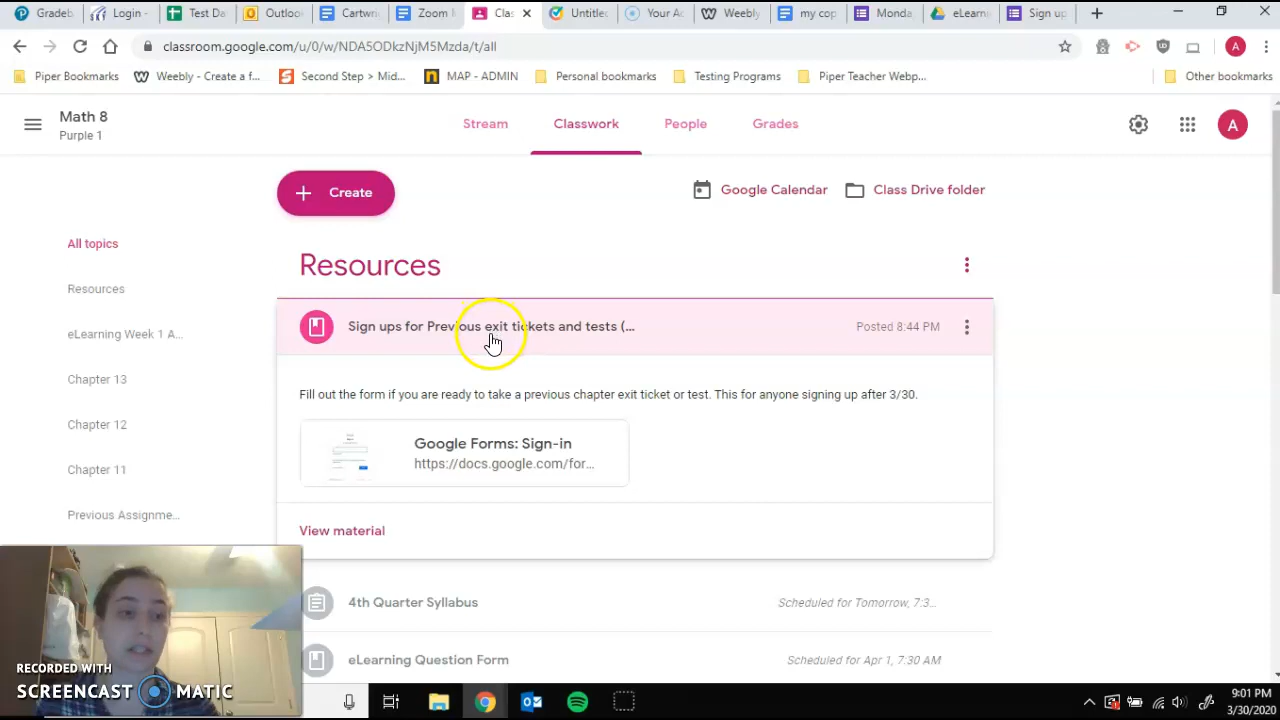 Gradeb
Login -
Test Da
Outlook
Cartwri
Zoom M
Clas
Untitled
Your Ac
Weebly
my cop
Monda
eLearni
Sign up
classroom.google.com/u/0/w/NDA5ODkzNjM5Mzda/t/all
A
Piper Bookmarks
Weebly - Create a f...
Second Step > Mid...
MAP - ADMIN
Personal bookmarks
Testing Programs
Piper Teacher Webp...
Other bookmarks
Math 8
Purple 1
Stream
Classwork
People
Grades
A
+ Create
Google Calendar
Class Drive folder
All topics
Resources
eLearning Week 1 A...
Chapter 13
Chapter 12
Chapter 11
Previous Assignme...
Resources
Sign ups for Previous exit tickets and tests (...
Posted 8:44 PM
Fill out the form if you are ready to take a previous chapter exit ticket or test. This for anyone signing up after 3/30.
Google Forms: Sign-in
https://docs.google.com/for...
View material
4th Quarter Syllabus
Scheduled for Tomorrow, 7:3...
eLearning Question Form
Scheduled for Apr 1, 7:30 AM
RECORDED WITH
SCREENCAST MATIC
9:01 PM
3/30/2020